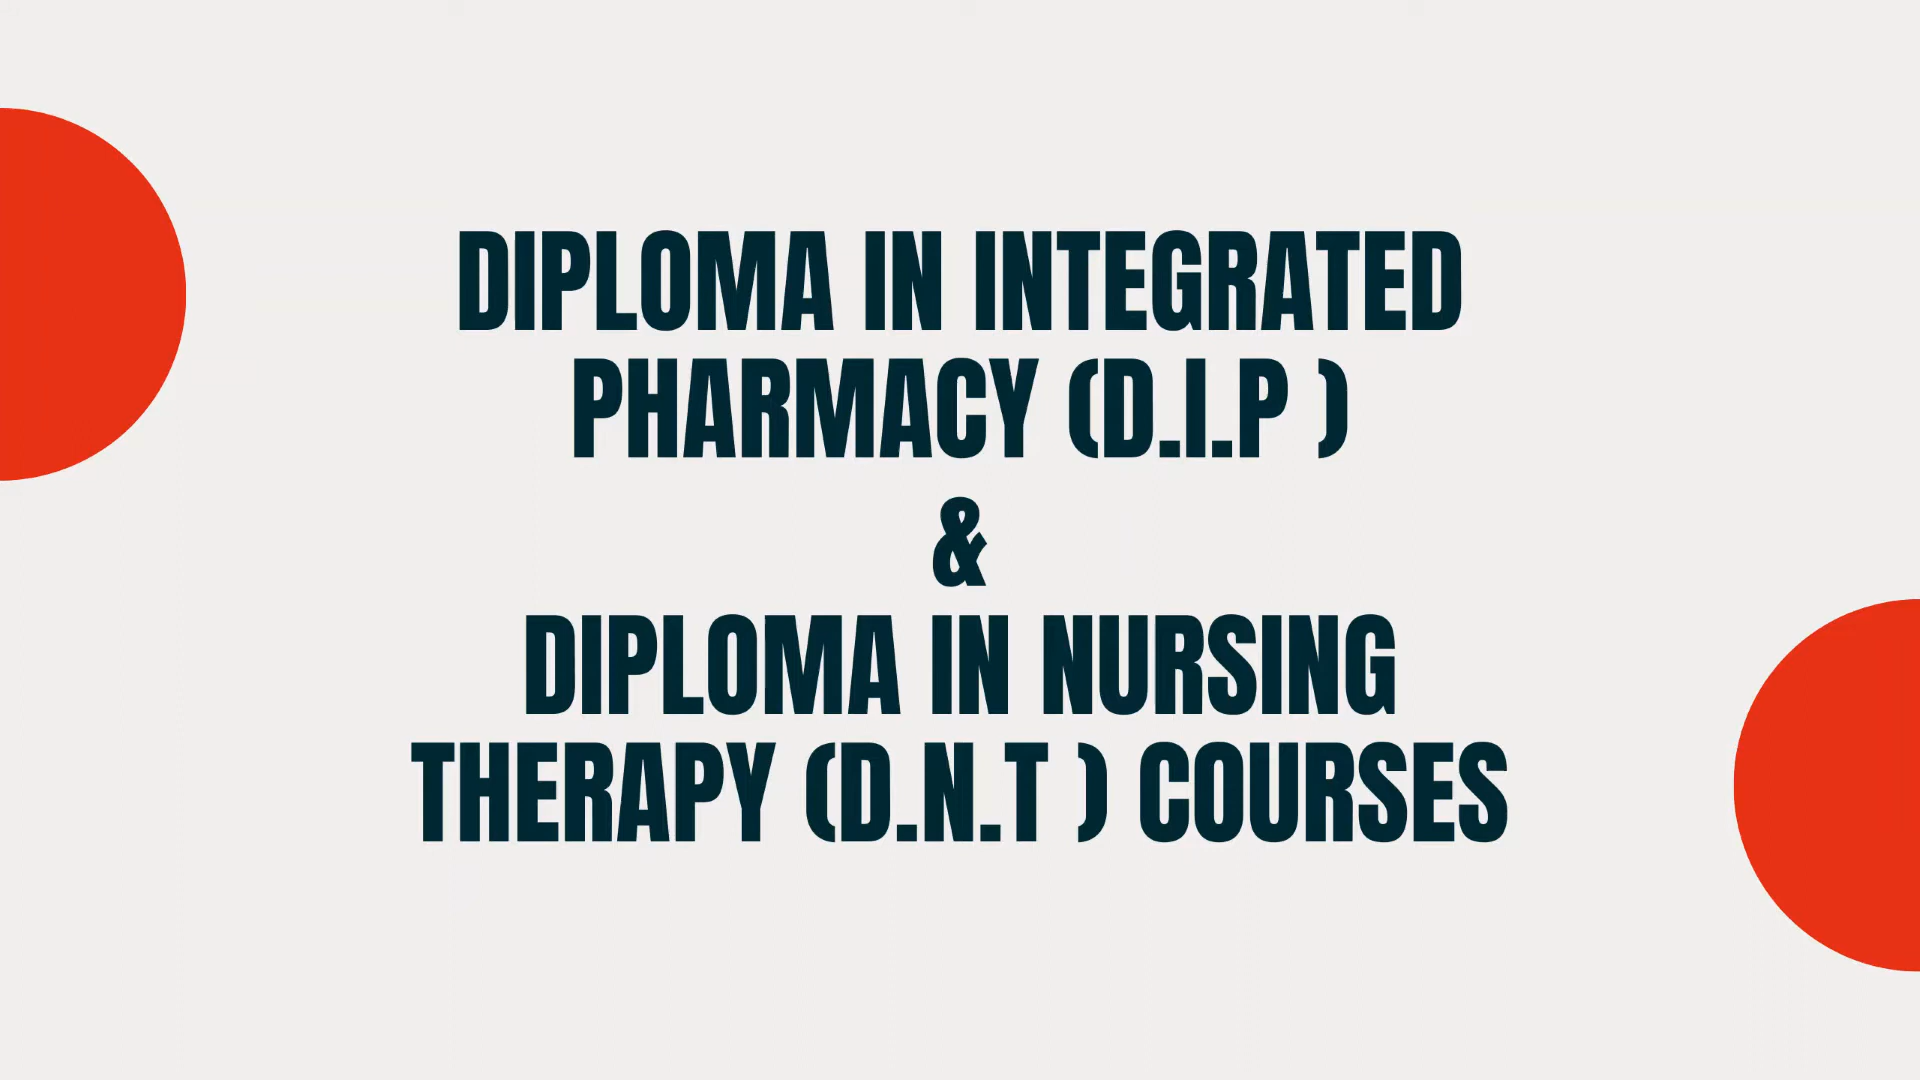 DIPLOMA IN INTEGRATED
PHARMACY (D.I.P )
&
DIPLOMA IN NURSING
THERAPY (D.N.T ) COURSES